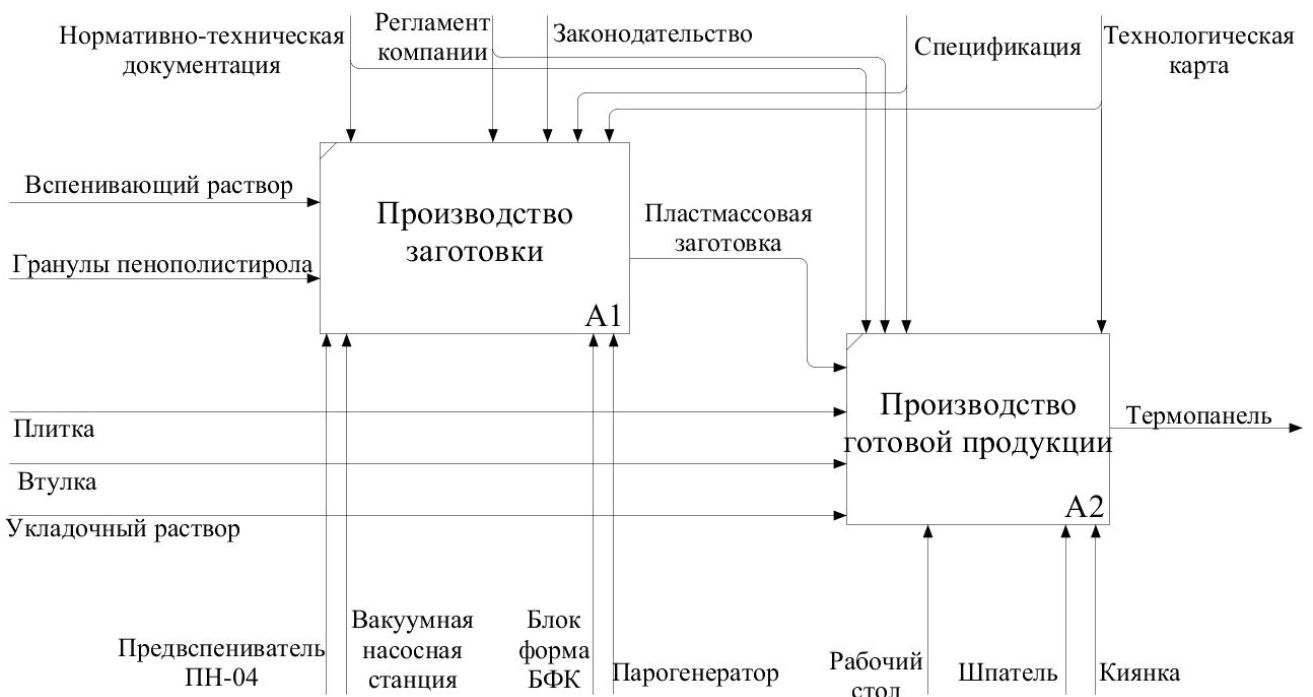 Нормативно-техническая
документация
Регламент
компании
Законодательство
Спецификация
Технологическая
карта
Вспенивающий раствор
Гранулы пенополистирола
Производство
заготовки
А1
Пластмассовая
заготовка
Плитка
Втулка
Укладочный раствор
Производство
готовой продукции
А2
Термопанель
Предвспениватель
ПН-04
Вакуумная
насосная
станция
Блок
форма
БФК
Парогенератор
Рабочий
стол
Шпатель
Киянка